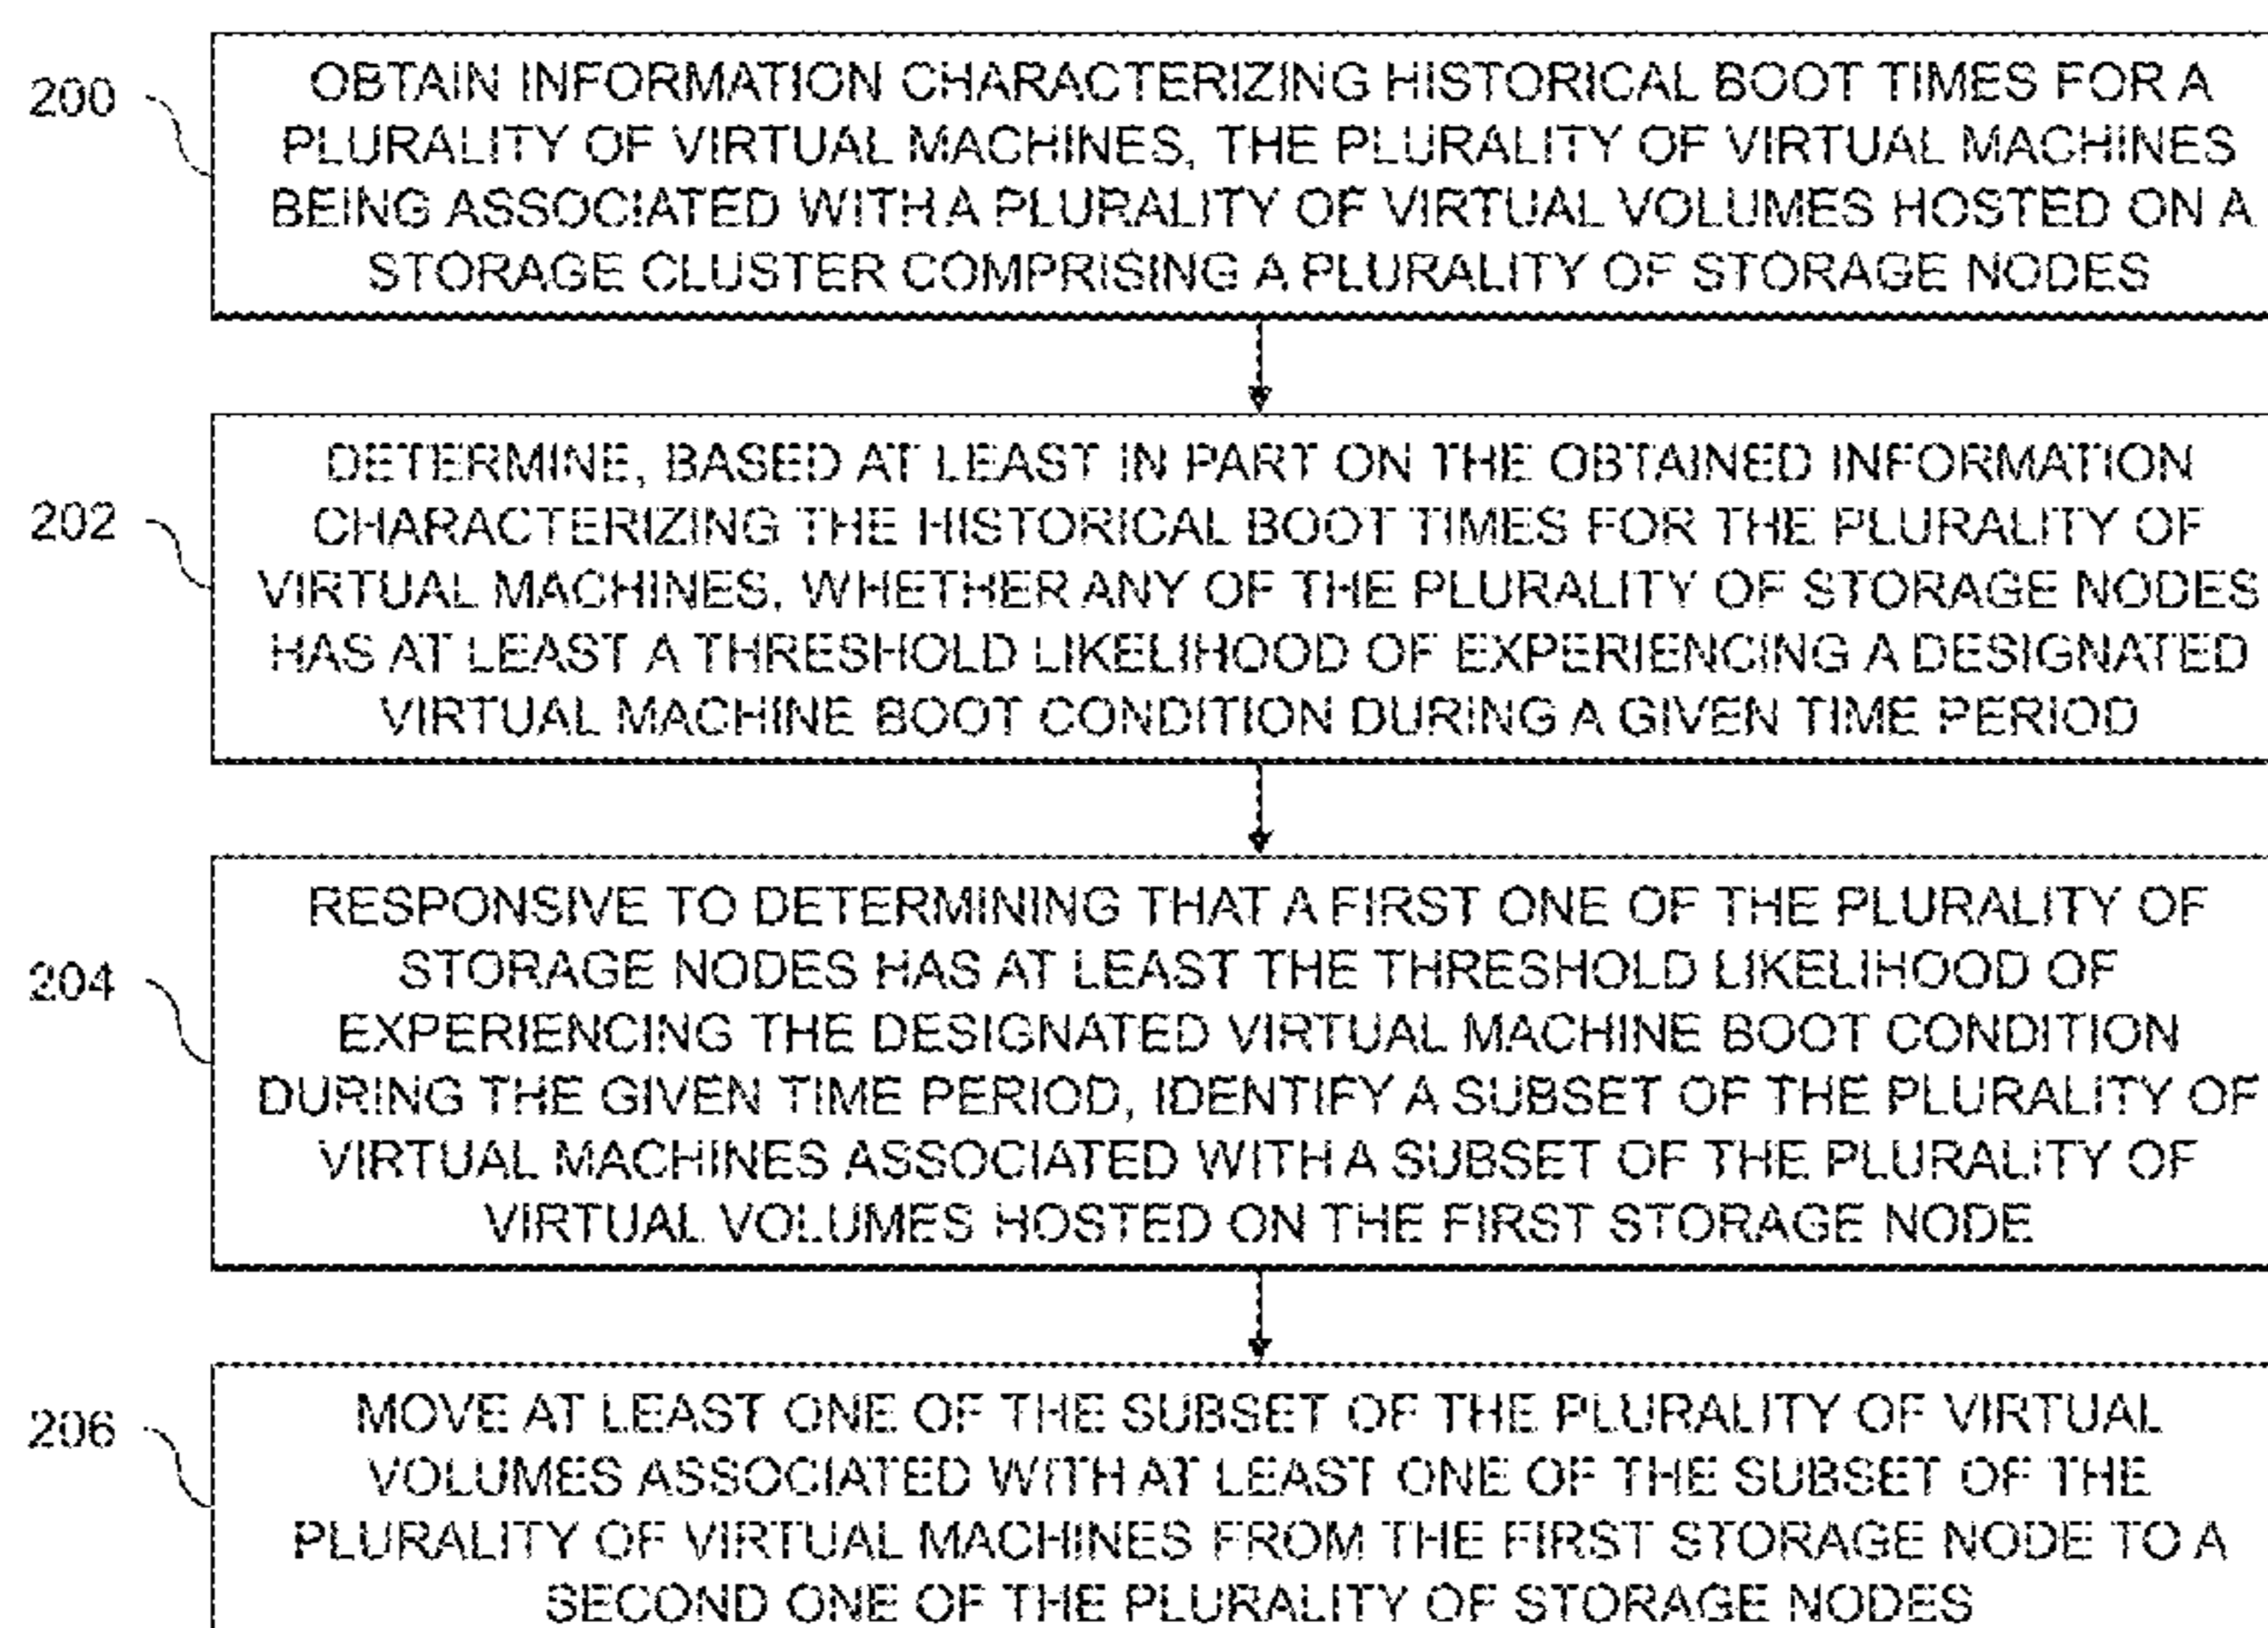 200
OBTAIN INFORMATION CHARACTERIZING HISTORICAL BOOT TIMES FOR A
PLURALITY OF VIRTUAL MACHINES, THE PLURALITY OF VIRTUAL MACHINES
BEING ASSOCIATED WITH A PLURALITY OF VIRTUAL VOLUMES HOSTED ON A
STORAGE CLUSTER COMPRISING A PLURALITY OF STORAGE NODES
202
DETERMINE, BASED AT LEAST IN PART ON THE OBTAINED INFORMATION
CHARACTERIZING THE HISTORICAL BOOT TIMES FOR THE PLURALITY OF
VIRTUAL MACHINES, WHETHER ANY OF THE PLURALITY OF STORAGE NODES
HAS AT LEAST A THRESHOLD LIKELIHOOD OF EXPERIENCING A DESIGNATED
VIRTUAL MACHINE BOOT CONDITION DURING A GIVEN TIME PERIOD
204
RESPONSIVE TO DETERMINING THAT A FIRST ONE OF THE PLURALITY OF
STORAGE NODES HAS AT LEAST THE THRESHOLD LIKELIHOOD OF
EXPERIENCING THE DESIGNATED VIRTUAL MACHINE BOOT CONDITION
DURING THE GIVEN TIME PERIOD, IDENTIFY A SUBSET OF THE PLURALITY OF
VIRTUAL MACHINES ASSOCIATED WITH A SUBSET OF THE PLURALITY OF
VIRTUAL VOLUMES HOSTED ON THE FIRST STORAGE NODE
206
MOVE AT LEAST ONE OF THE SUBSET OF THE PLURALITY OF VIRTUAL
VOLUMES ASSOCIATED WITH AT LEAST ONE OF THE SUBSET OF THE
PLURALITY OF VIRTUAL MACHINES FROM THE FIRST STORAGE NODE TO A
SECOND ONE OF THE PLURALITY OF STORAGE NODES